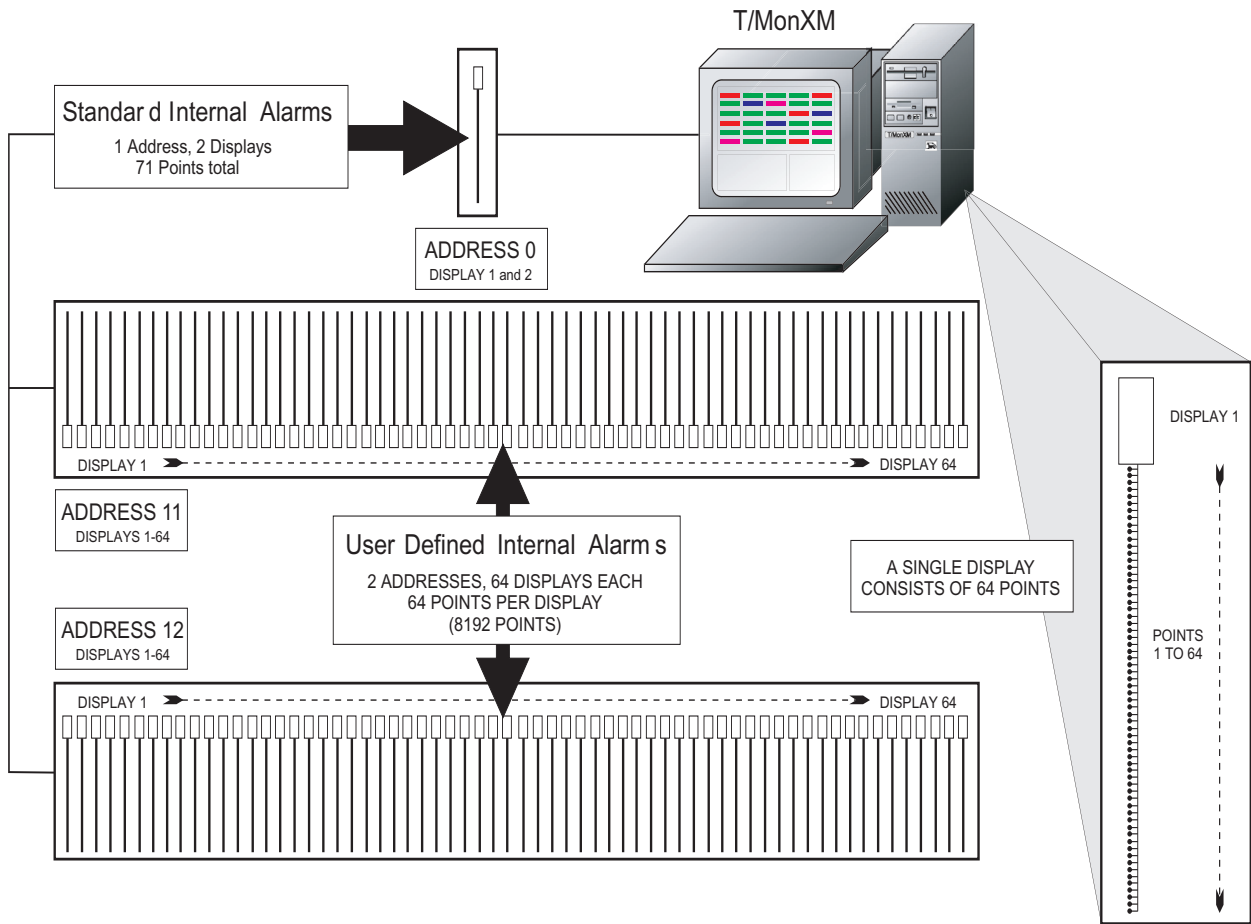 T/MonXM
Standar d Internal Alarms
1 Address, 2 Displays
71 Points total
T/MonXM
ADDRESS 0
DISPLAY 1 and 2
DISPLAY 1
DISPLAY 64
ADDRESS 11
DISPLAYS 1-64
User Defined Internal Alarm s
2 ADDRESSES, 64 DISPLAYS EACH
64 POINTS PER DISPLAY
(8192 POINTS)
ADDRESS 12
DISPLAYS 1-64
DISPLAY 1
DISPLAY 64
A SINGLE DISPLAY
CONSISTS OF 64 POINTS
DISPLAY 1
POINTS
1 TO 64